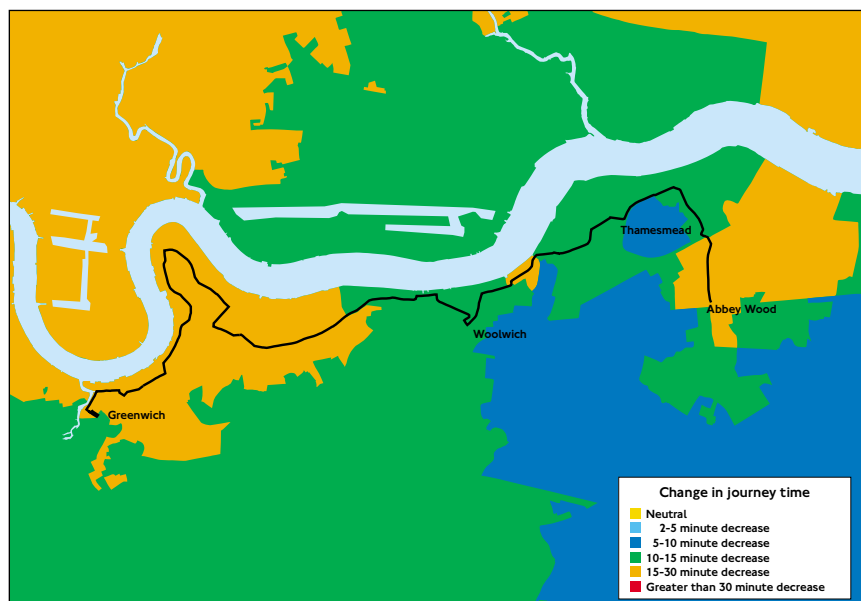 Thamesmead
Abbey Wood
Woolwich
Greenwich
Change in journey time
Neutral
2-5 minute decrease
5-10 minute decrease
10-15 minute decrease
15-30 minute decrease
Greater than 30 minute decrease